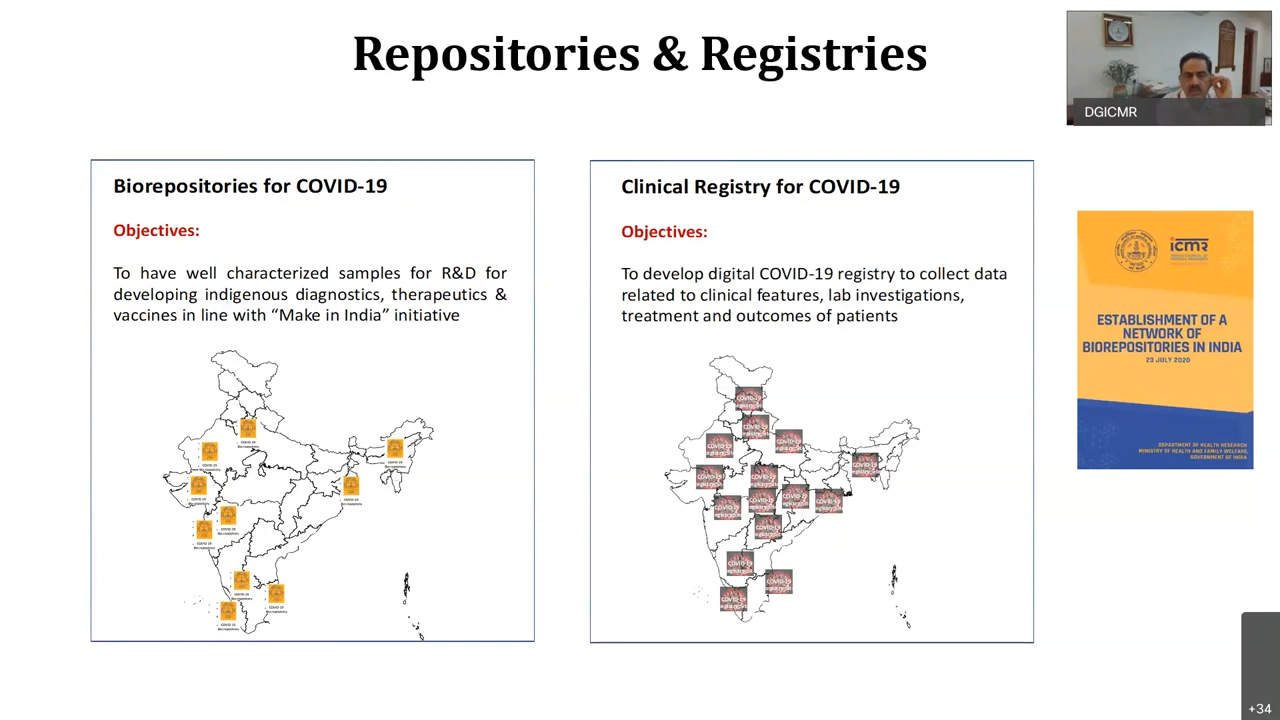 Repositories & Registries
DGICMR
Biorepositories for COVID-19
Objectives:
To have well characterized samples for R&D for
developing indigenous diagnostics, therapeutics &
vaccines in line with “Make in India” initiative
Clinical Registry for COVID-19
Objectives:
To develop digital COVID-19 registry to collect data
related to clinical features, lab investigations,
treatment and outcomes of patients
icmr
ESTABLISHMENT OF A
NETWORK OF
BIOREPOSITORIES IN INDIA
23 JULY 2020
DEPARTMENT OF HEALTH RESEARCH
MINISTRY OF HEALTH AND FAMILY WELFARE,
GOVERNMENT OF INDIA
+34